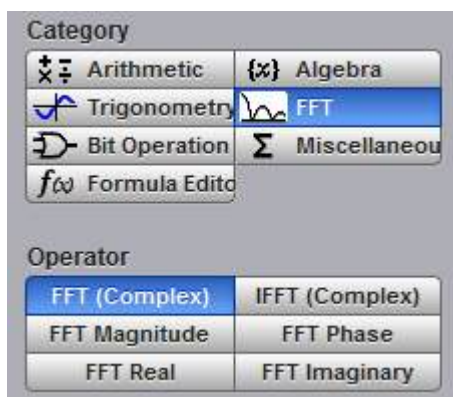 Category
Arithmetic {x} Algebra
Trigonometry FFT
Bit Operation Σ Miscellaneou
f(x) Formula Edito
Operator
FFT (Complex) IFFT (Complex)
FFT Magnitude FFT Phase
FFT Real FFT Imaginary